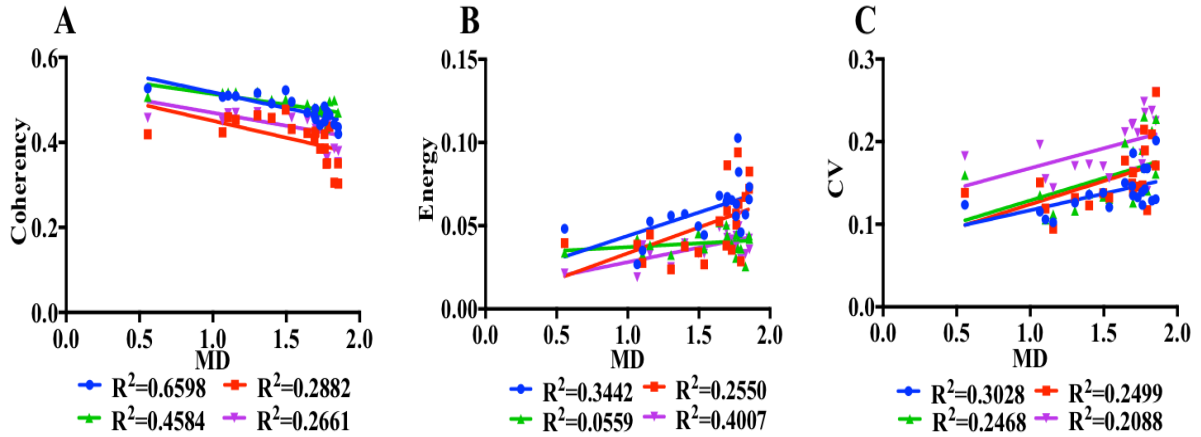 A
Coherency
0.6
0.4
0.2
0.0
0.0 0.5 1.0 1.5 2.0
MD
R²=0.6598 R²=0.2882
R²=0.4584 R²=0.2661
B
Energy
0.15
0.10
0.05
0.00
0.0 0.5 1.0 1.5 2.0
MD
R²=0.3442 R²=0.2550
R²=0.0559 R²=0.4007
C
CV
0.3
0.2
0.1
0.0
0.0 0.5 1.0 1.5 2.0
MD
R²=0.3028 R²=0.2499
R²=0.2468 R²=0.2088